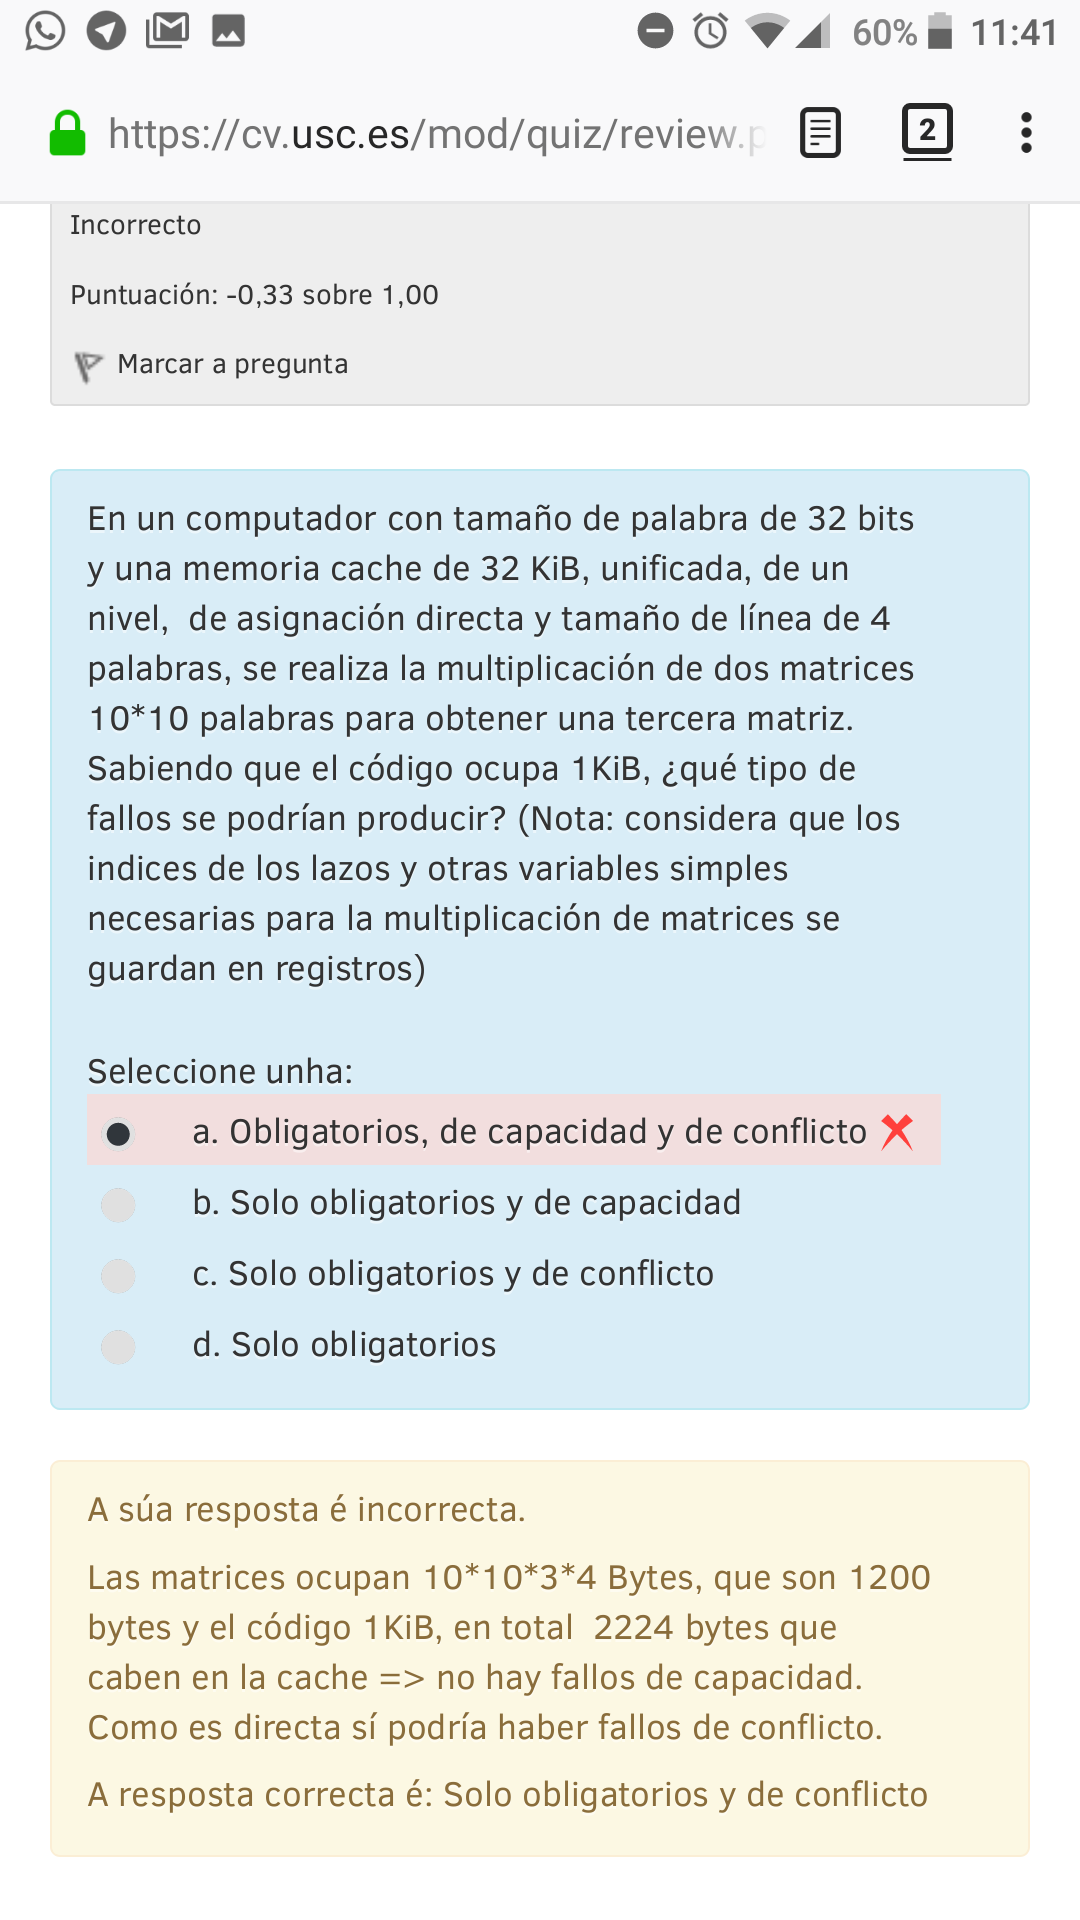 60% 11:41
https://cv.usc.es/mod/quiz/review.p
2
Incorrecto
Puntuación: -0,33 sobre 1,00
Marcar a pregunta
En un computador con tamaño de palabra de 32 bits
y una memoria cache de 32 KiB, unificada, de un
nivel,  de asignación directa y tamaño de línea de 4
palabras, se realiza la multiplicación de dos matrices
10*10 palabras para obtener una tercera matriz.
Sabiendo que el código ocupa 1KiB, ¿qué tipo de
fallos se podrían producir? (Nota: considera que los
indices de los lazos y otras variables simples
necesarias para la multiplicación de matrices se
guardan en registros)
Seleccione unha:
a. Obligatorios, de capacidad y de conflicto
b. Solo obligatorios y de capacidad
c. Solo obligatorios y de conflicto
d. Solo obligatorios
A súa resposta é incorrecta.
Las matrices ocupan 10*10*3*4 Bytes, que son 1200
bytes y el código 1KiB, en total  2224 bytes que
caben en la cache => no hay fallos de capacidad.
Como es directa sí podría haber fallos de conflicto.
A resposta correcta é: Solo obligatorios y de conflicto